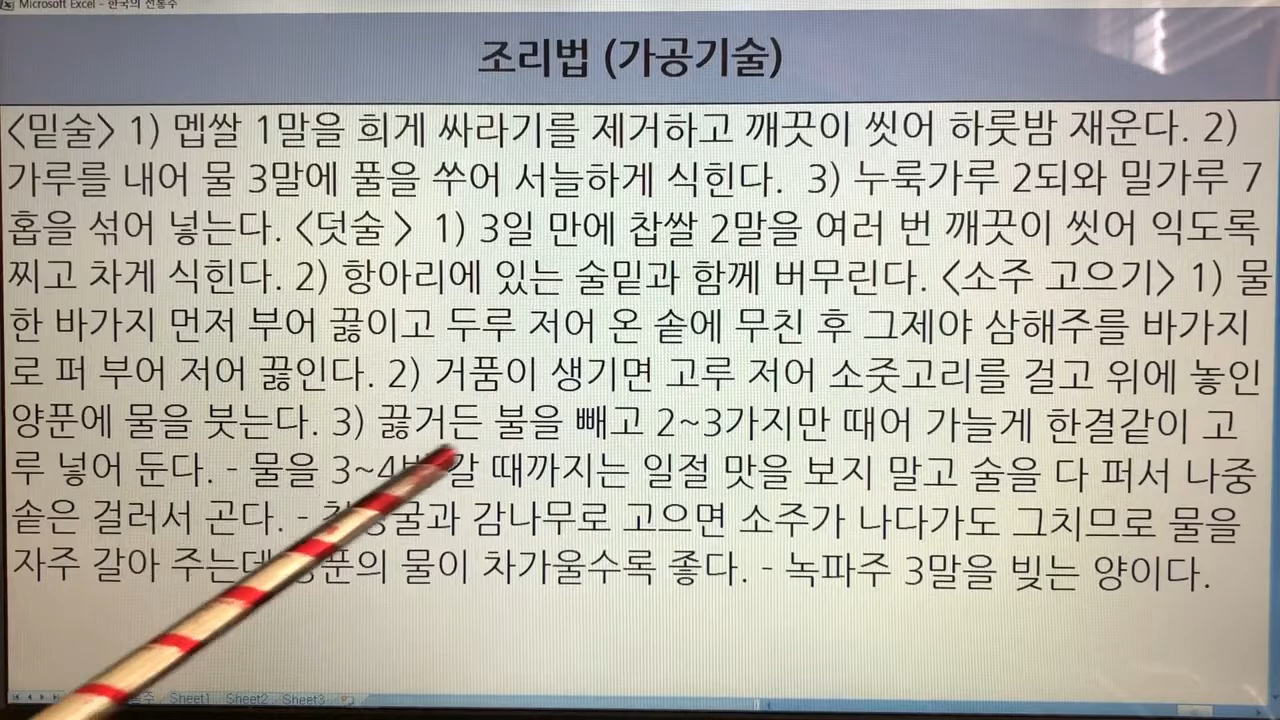 Microsoft Excel - 한국의 전통주
조리법 (가공기술)
<밑술> 1) 멥쌀 1말을 희게 싸라기를 제거하고 깨끗이 씻어 하룻밤 재운다. 2)
가루를 내어 물 3말에 풀을 쑤어 서늘하게 식힌다. 3) 누룩가루 2되와 밀가루 7
홉을 섞어 넣는다. <덧술 > 1) 3일 만에 찹쌀 2말을 여러 번 깨끗이 씻어 익도록
찌고 차게 식힌다. 2) 항아리에 있는 술밑과 함께 버무린다. <소주 고으기> 1) 물
한 바가지 먼저 부어 끓이고 두루 저어 온 솥에 무친 후 그제야 삼해주를 바가지
로 퍼 부어 저어 끓인다. 2) 거품이 생기면 고루 저어 소줏고리를 걸고 위에 놓인
양푼에 물을 붓는다. 3) 끓거든 불을 빼고 2~3가지만 때어 가늘게 한결같이 고
루 넣어 둔다. - 물을 3~4번 갈 때까지는 일절 맛을 보지 말고 술을 다 퍼서 나중
솥은 걸러서 곤다. - 감나무로 고으면 소주가 나다가도 그치므로 물을
자주 갈아 주는데 양푼의 물이 차가울수록 좋다. - 녹파주 3말을 빚는 양이다.
Sheet1 Sheet2 Sheet3